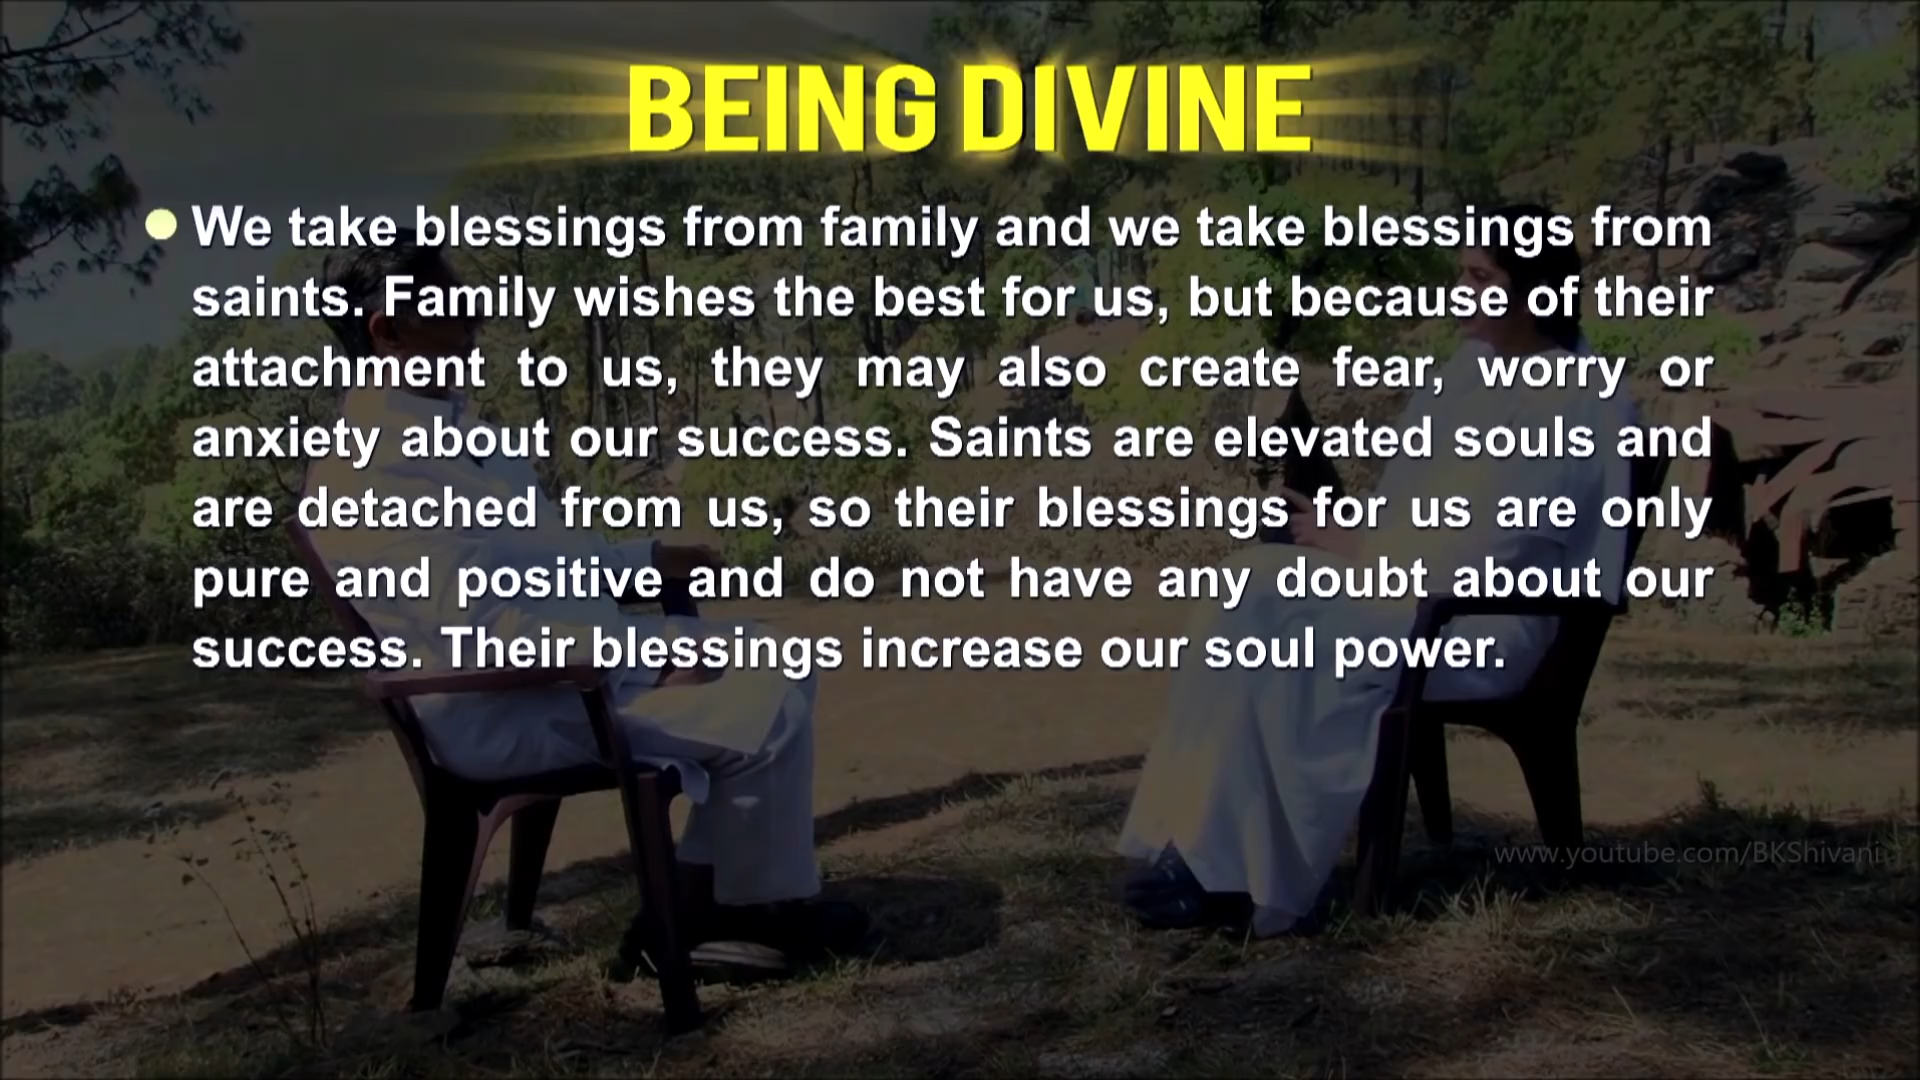 BEING DIVINE
We take blessings from family and we take blessings from
saints. Family wishes the best for us, but because of their
attachment to us, they may also create fear, worry or
anxiety about our success. Saints are elevated souls and
are detached from us, so their blessings for us are only
pure and positive and do not have any doubt about our
success. Their blessings increase our soul power.
www.youtube.com/BKShivani